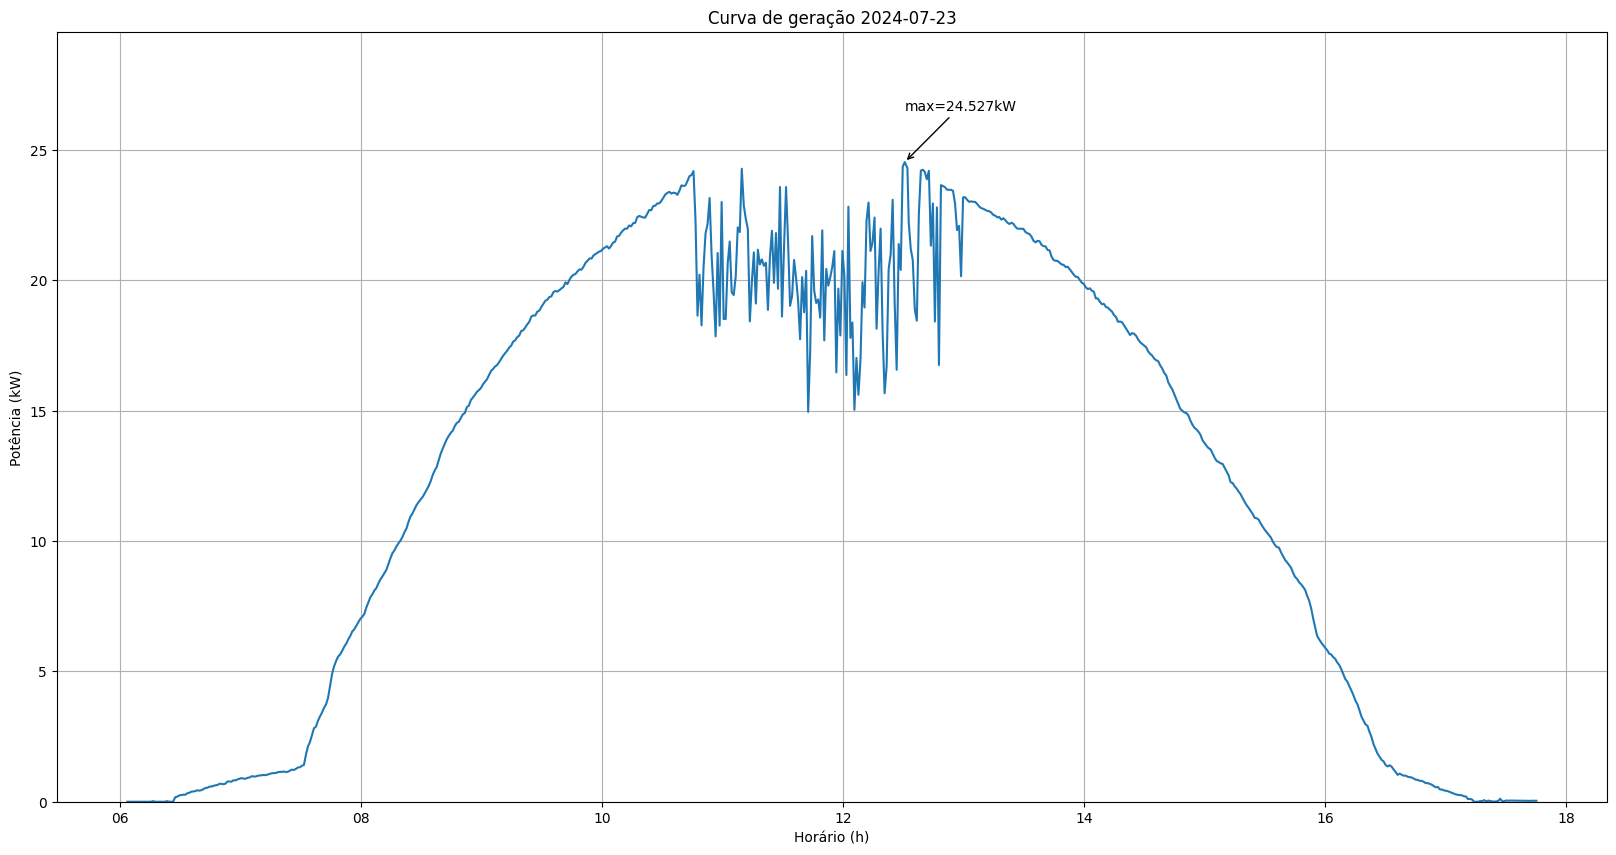 Curva de geração 2024-07-23
max=24.527kW
25
20
15
10
5
0
Potência (kW)
06 08 10 12 14 16 18
Horário (h)